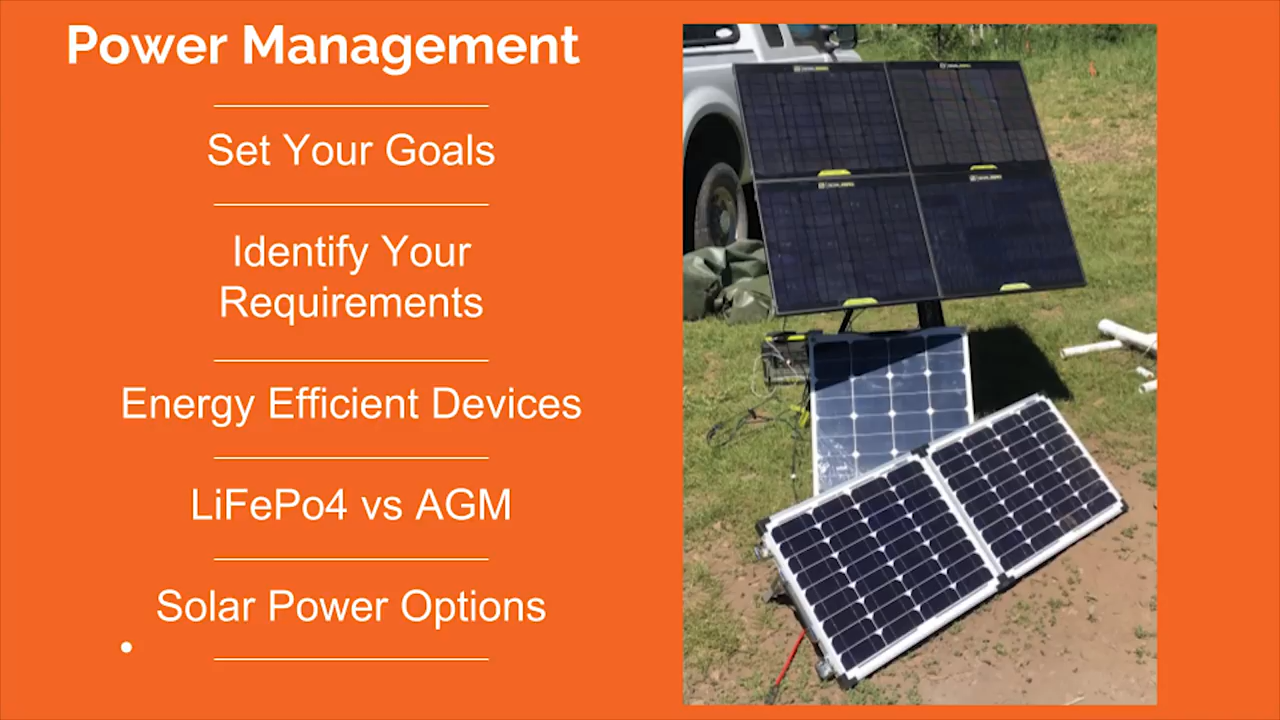 Power Management
Set Your Goals
Identify Your
Requirements
Energy Efficient Devices
LiFePo4 vs AGM
Solar Power Options